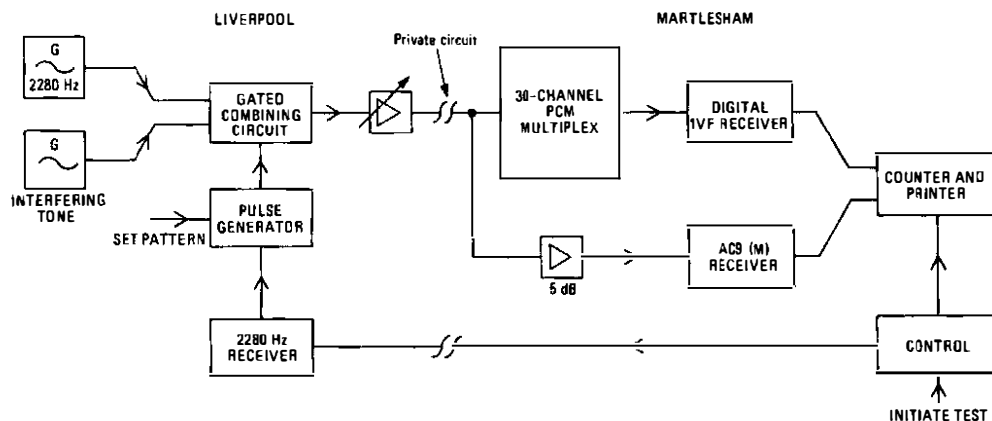 LIVERPOOL
MARTLESHAM
Private circuit
G
2280 Hz
G
INTERFERING
TONE
GATED
COMBINING
CIRCUIT
30-CHANNEL
PCM
MULTIPLEX
DIGITAL
1VF RECEIVER
COUNTER AND
PRINTER
SET PATTERN
PULSE
GENERATOR
5 dB
AC9 (M)
RECEIVER
2280 Hz
RECEIVER
CONTROL
INITIATE TEST